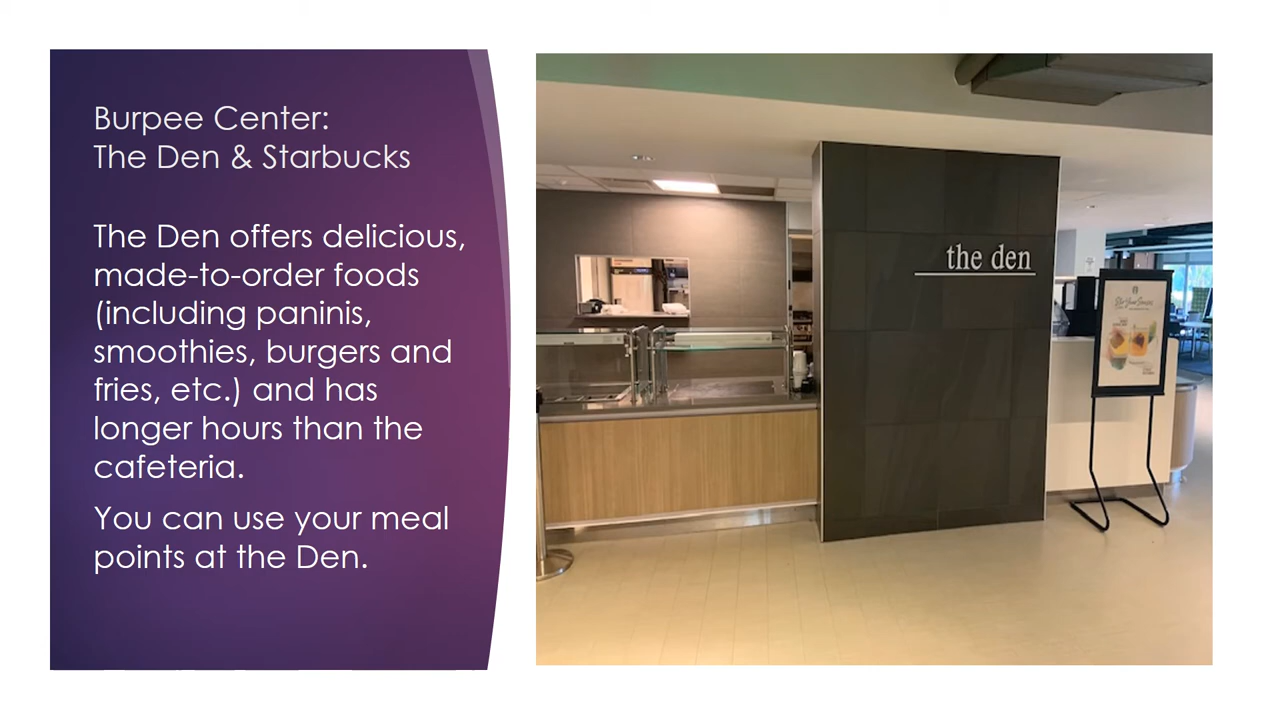 Burpee Center:
The Den & Starbucks
The Den offers delicious,
made-to-order foods
(including paninis,
smoothies, burgers and
fries, etc.) and has
longer hours than the
cafeteria.
You can use your meal
points at the Den.
the den